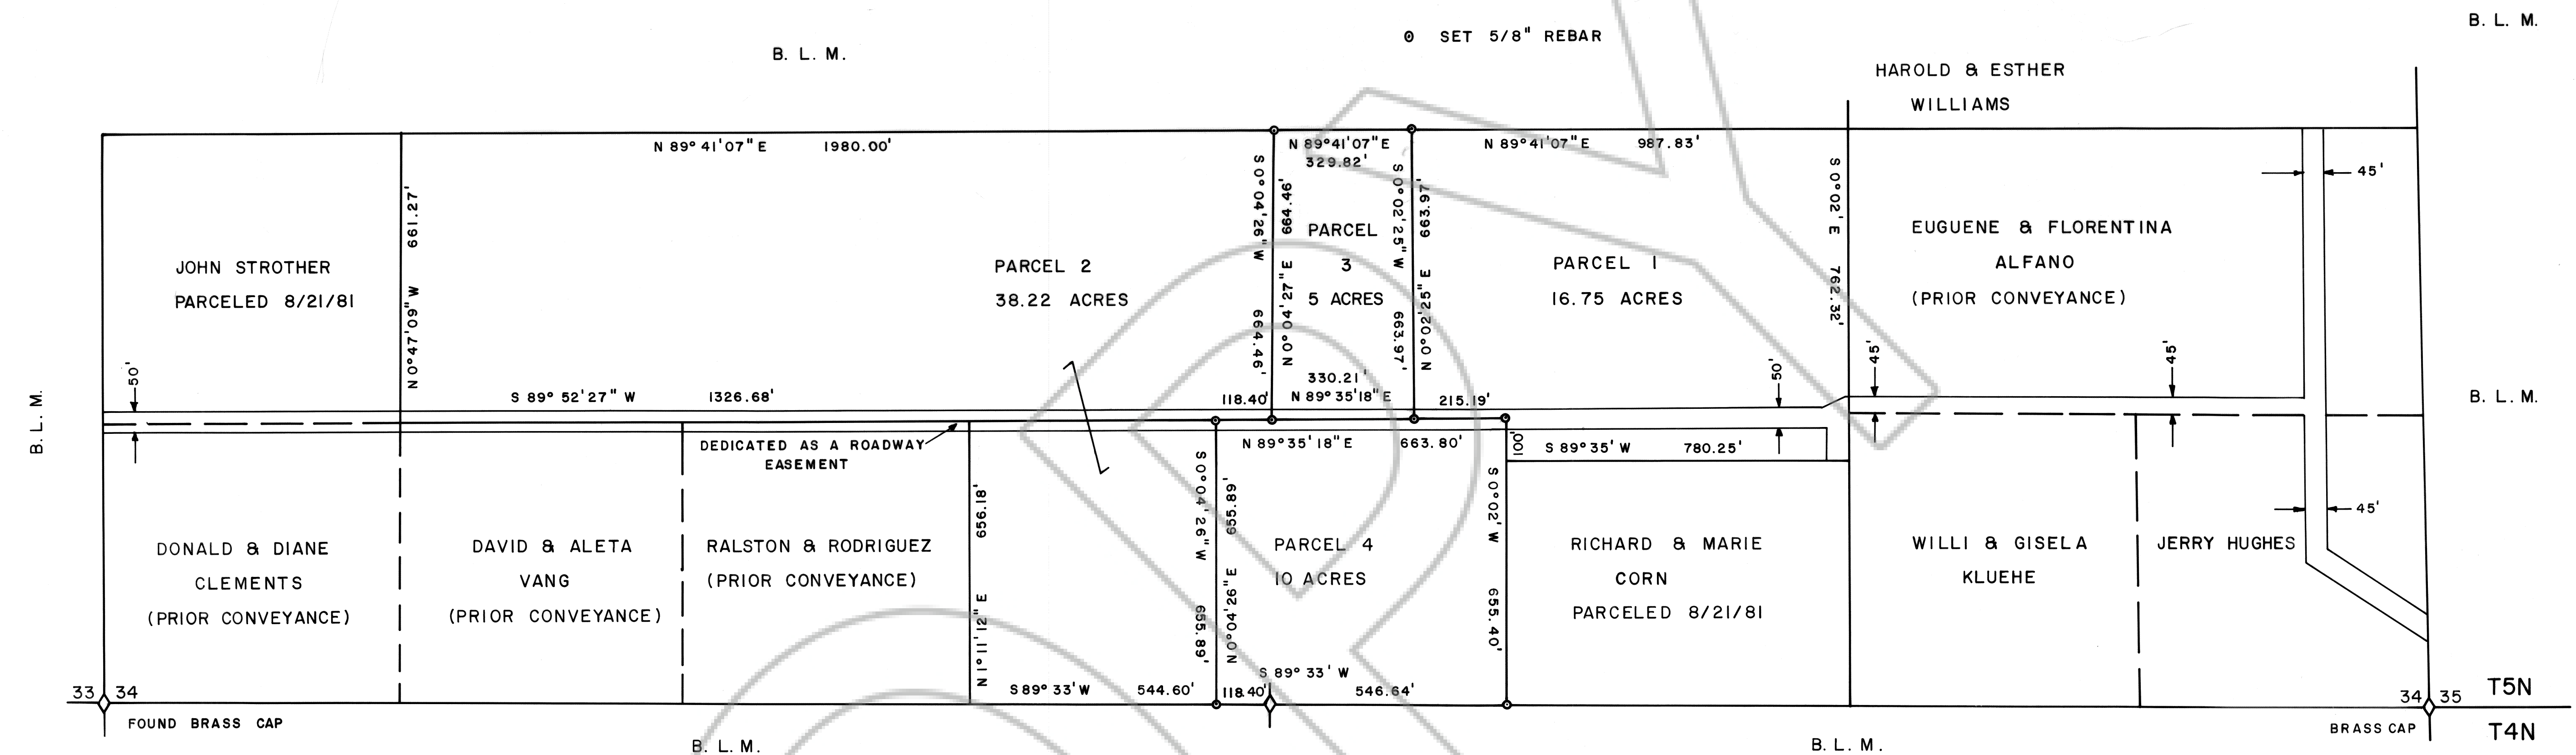 B. L. M.
⊙ SET 5/8" REBAR
B. L. M.
HAROLD & ESTHER
WILLIAMS
N 89° 41'07" E 1980.00'
N 89°41'07" E
329.82'
N 89° 41'07" E 987.83'
45'
N 0°47'09" W 661.27'
S 0°04'26" W 664.46'
N 0°04'27" E 664.46'
S 0°02'25" W 663.97'
N 0°02'25" E 663.97'
S 0°02' E 762.32'
JOHN STROTHER
PARCELED 8/21/81
PARCEL 2
38.22 ACRES
PARCEL
3
5 ACRES
PARCEL 1
16.75 ACRES
EUGUENE & FLORENTINA
ALFANO
(PRIOR CONVEYANCE)
50'
S 89° 52'27" W 1326.68'
118.40'
330.21'
N 89° 35'18" E
215.19'
50'
45'
45'
B. L. M.
B. L. M.
DEDICATED AS A ROADWAY
EASEMENT
N 89° 35'18" E 663.80'
100'
S 89° 35' W 780.25'
656.18'
N 1°11'12" E
S 0°04'26" W 655.89'
N 0°04'26" E 655.89'
S 0°02' W 655.40'
45'
DONALD & DIANE
CLEMENTS
(PRIOR CONVEYANCE)
DAVID & ALETA
VANG
(PRIOR CONVEYANCE)
RALSTON & RODRIGUEZ
(PRIOR CONVEYANCE)
PARCEL 4
10 ACRES
RICHARD & MARIE
CORN
PARCELED 8/21/81
WILLI & GISELA
KLUEHE
JERRY HUGHES
S 89° 33' W
S 89° 33' W 544.60'
118.40'
546.64'
33 34
FOUND BRASS CAP
34 35
T5N
BRASS CAP
T4N
B. L. M.
B. L. M.